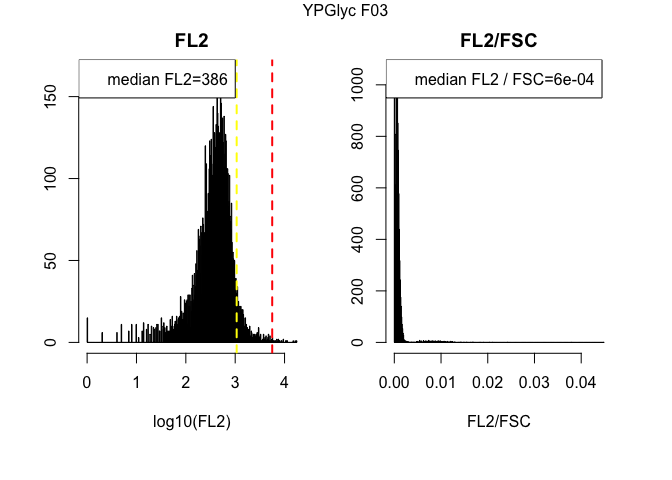 YPGlyc F03
FL2
FL2/FSC
median FL2=386
median FL2 / FSC=6e-04
0
50
100
150
0
200
400
600
800
1000
0 1 2 3 4
0.00 0.01 0.02 0.03 0.04
log10(FL2)
FL2/FSC